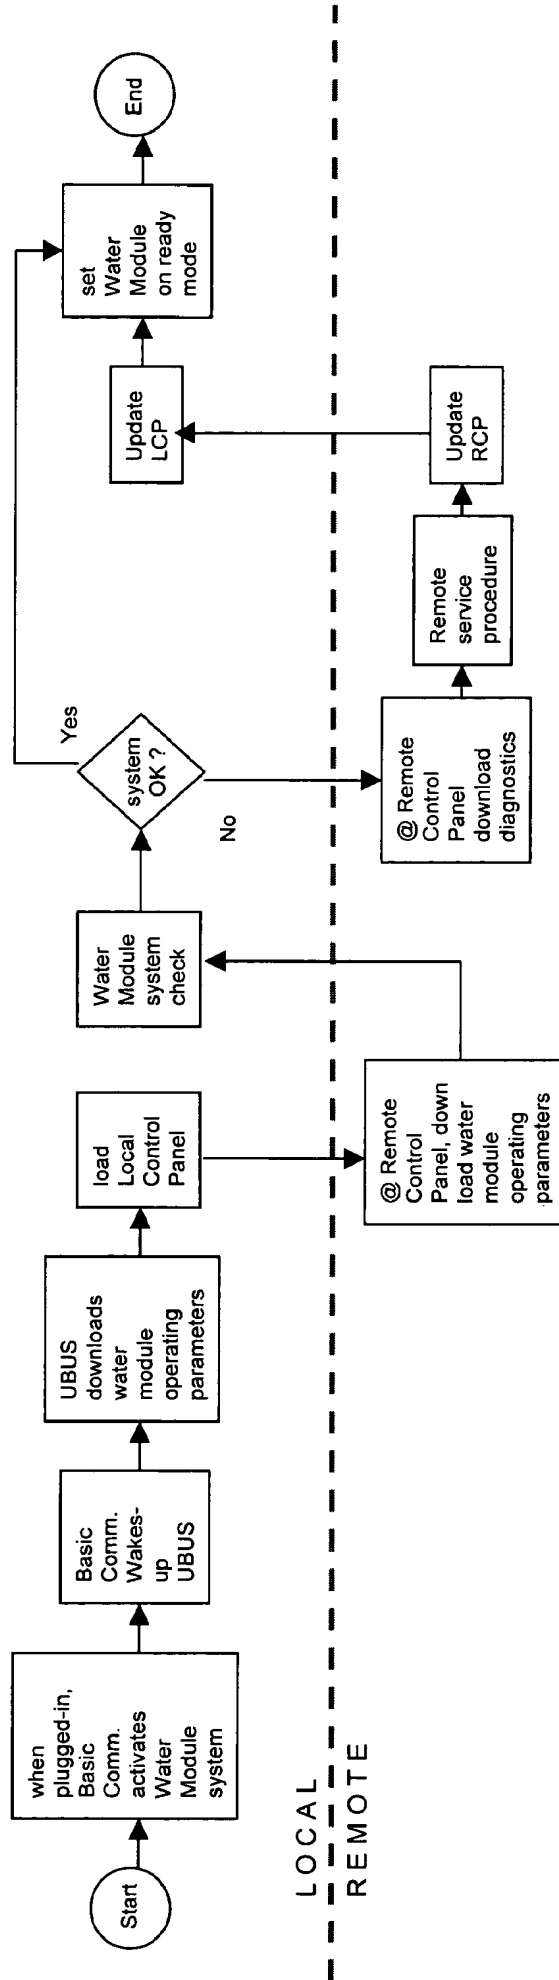 Start
when
plugged-in,
Basic
Comm.
activates
Water
Module
system
Basic
Comm.
Wakes-
up
UBUS
UBUS
downloads
water
module
operating
parameters
load
Local
Control
Panel
Water
Module
system
check
system
OK ?
Yes
No
Update
LCP
set
Water
Module
on ready
mode
End
LOCAL
REMOTE
@ Remote
Control
Panel, down
load water
module
operating
parameters
@ Remote
Control
Panel
download
diagnostics
Remote
service
procedure
Update
RCP